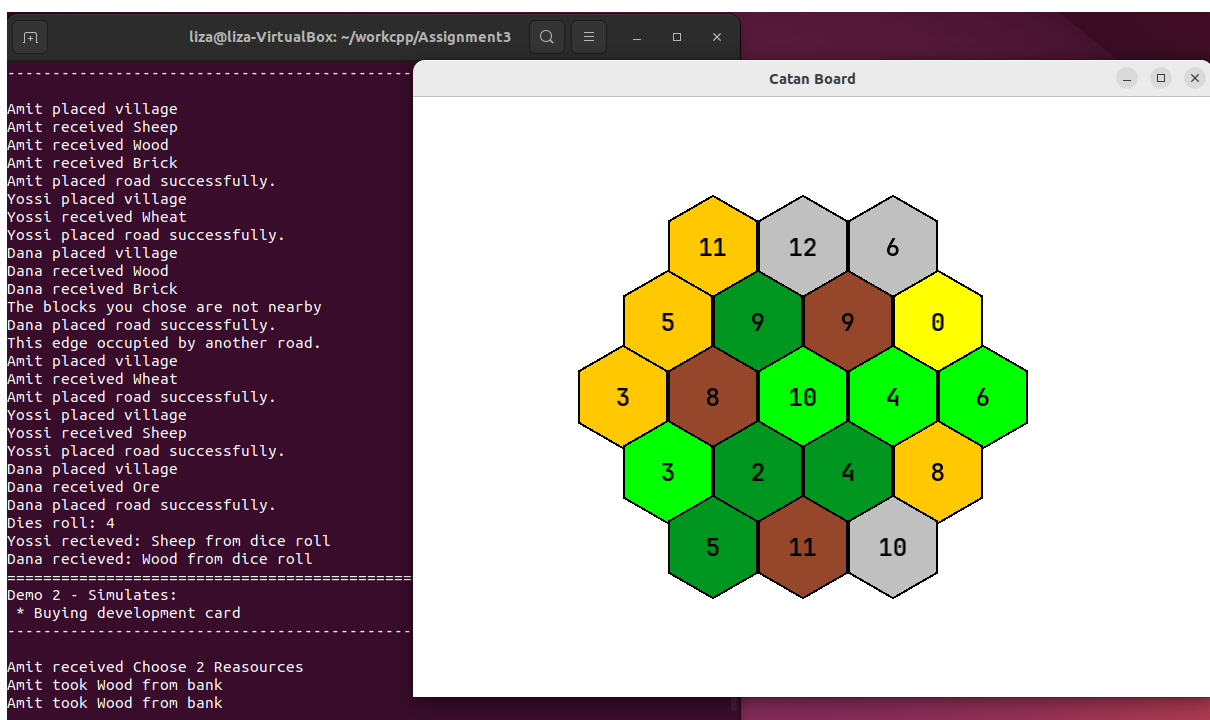 liza@liza-VirtualBox: ~/workcpp/Assignment3
--------------------------------------------
Amit placed village
Amit received Sheep
Amit received Wood
Amit received Brick
Amit placed road successfully.
Yossi placed village
Yossi received Wheat
Yossi placed road successfully.
Dana placed village
Dana received Wood
Dana received Brick
The blocks you chose are not nearby
Dana placed road successfully.
This edge occupied by another road.
Amit placed village
Amit received Wheat
Amit placed road successfully.
Yossi placed village
Yossi received Sheep
Yossi placed road successfully.
Dana placed village
Dana received Ore
Dana placed road successfully.
Dies roll: 4
Yossi recieved: Sheep from dice roll
Dana recieved: Wood from dice roll
=============================================
Demo 2 - Simulates:
* Buying development card
---------------------------------------------
Amit received Choose 2 Reasources
Amit took Wood from bank
Amit took Wood from bank
Catan Board
11 12 6
5 9 9 0
3 8 10 4 6
3 2 4 8
5 11 10